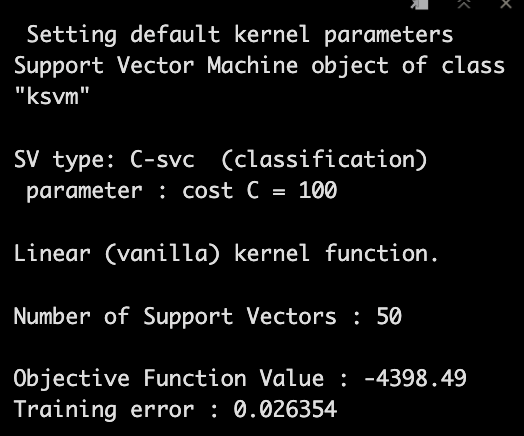 Setting default kernel parameters
Support Vector Machine object of class
"ksvm"
SV type: C-svc  (classification)
parameter : cost C = 100
Linear (vanilla) kernel function.
Number of Support Vectors : 50
Objective Function Value : -4398.49
Training error : 0.026354